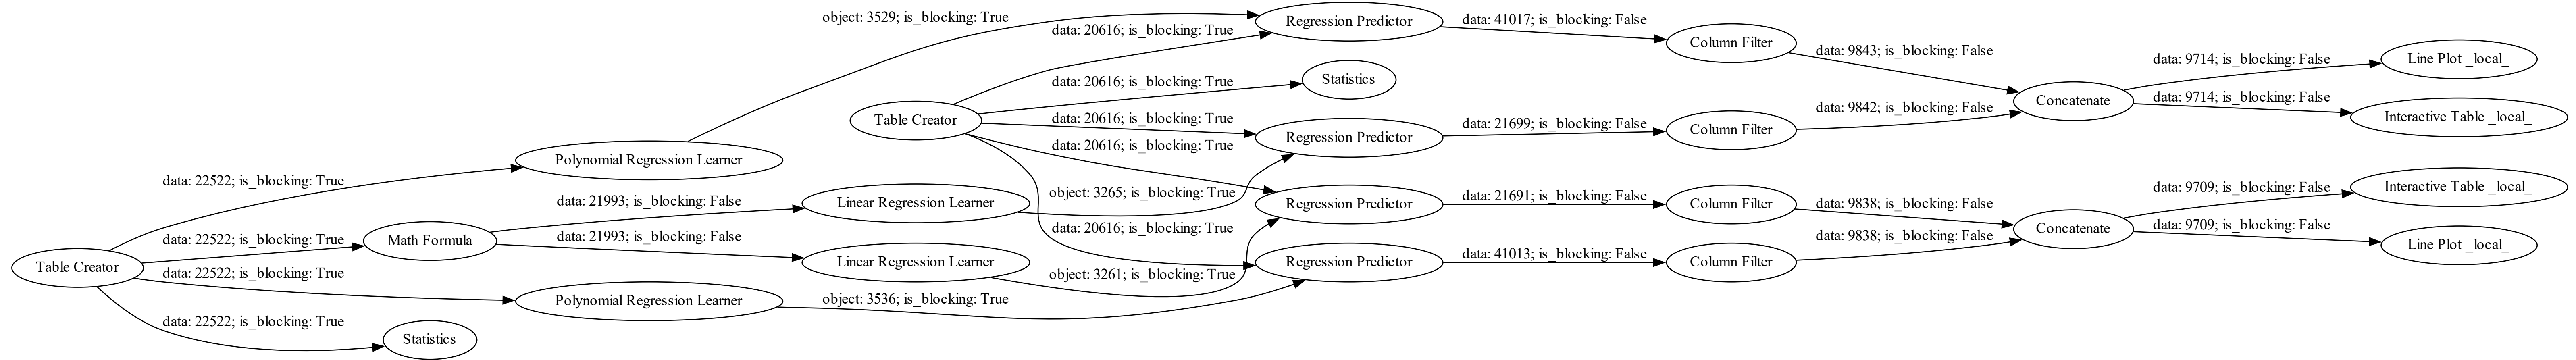 object: 3529; is_blocking: True
Regression Predictor
data: 41017; is_blocking: False
data: 20616; is_blocking: True
Column Filter
data: 9843; is_blocking: False
data: 9714; is_blocking: False
Line Plot _local_
data: 20616; is_blocking: True
Statistics
Concatenate
data: 9714; is_blocking: False
Interactive Table _local_
Table Creator
data: 20616; is_blocking: True
Regression Predictor
data: 21699; is_blocking: False
Column Filter
data: 9842; is_blocking: False
data: 20616; is_blocking: True
Polynomial Regression Learner
data: 22522; is_blocking: True
object: 3265; is_blocking: True
data: 21993; is_blocking: False
Linear Regression Learner
Regression Predictor
data: 21691; is_blocking: False
Column Filter
data: 9838; is_blocking: False
data: 9709; is_blocking: False
Interactive Table _local_
data: 22522; is_blocking: True
Math Formula
data: 21993; is_blocking: False
data: 20616; is_blocking: True
data: 9838; is_blocking: False
Concatenate
data: 9709; is_blocking: False
Line Plot _local_
Table Creator
data: 22522; is_blocking: True
Linear Regression Learner
object: 3261; is_blocking: True
Regression Predictor
data: 41013; is_blocking: False
Column Filter
Polynomial Regression Learner
object: 3536; is_blocking: True
data: 22522; is_blocking: True
Statistics